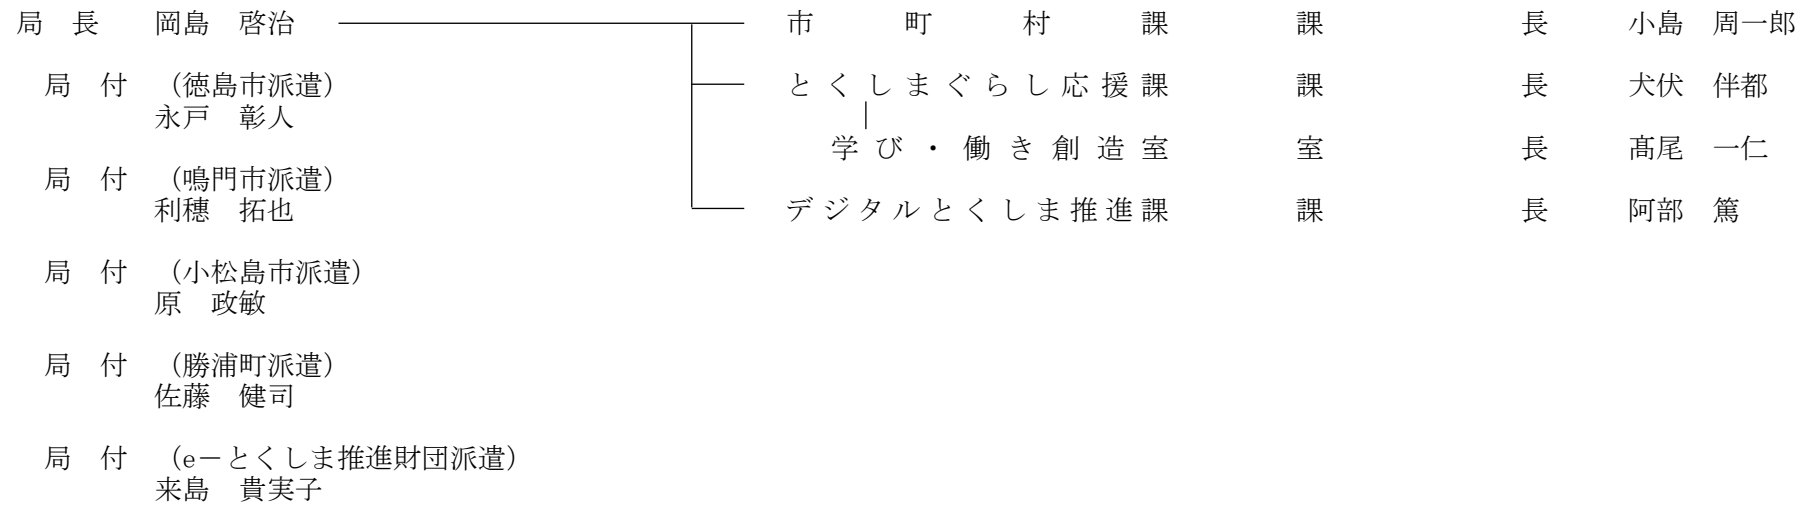 局　長　　岡島　啓治　　市町村課　　課長　　小島　周一郎
局　付　（徳島市派遣）　　とくしまぐらし応援課　　課長　　犬伏　伴都
永戸　彰人
学び・働き創造室　　室長　　髙尾　一仁
局　付　（鳴門市派遣）
利穂　拓也　　デジタルとくしま推進課　　課長　　阿部　篤
局　付　（小松島市派遣）
原　政敏
局　付　（勝浦町派遣）
佐藤　健司
局　付　（e－とくしま推進財団派遣）
来島　貴実子